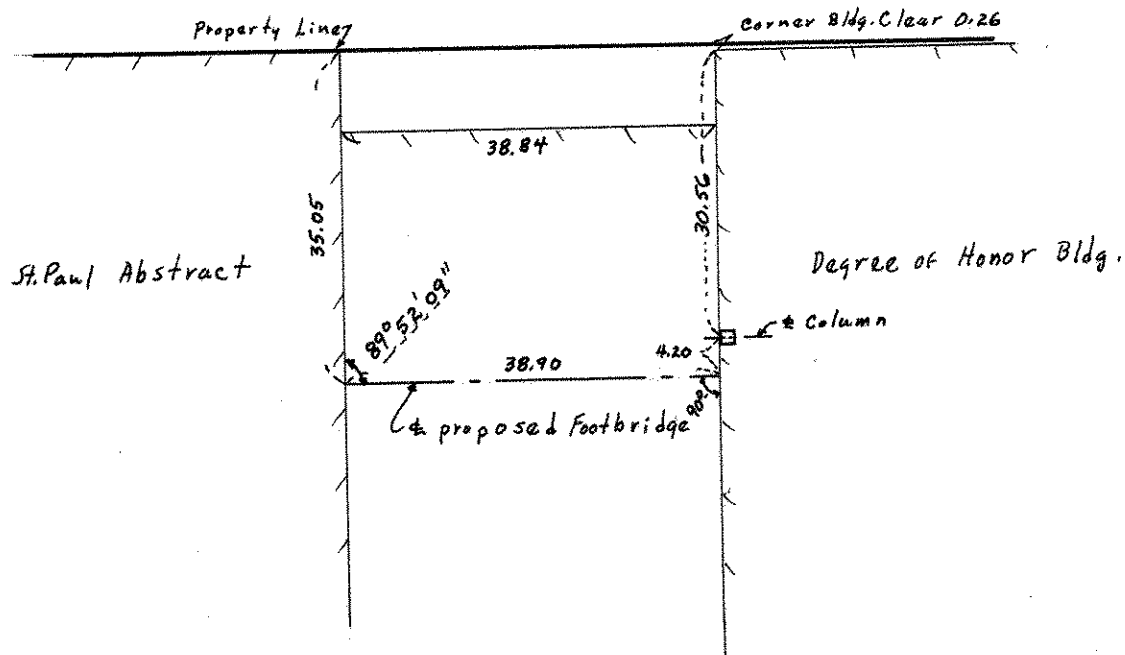 Property Line
Corner Bldg. Clear 0.26
38.84
35.05
30.56
St. Paul Abstract
Degree of Honor Bldg.
℄ Column
89° 52' 09"
4.20
38.90
90°
℄ proposed Footbridge